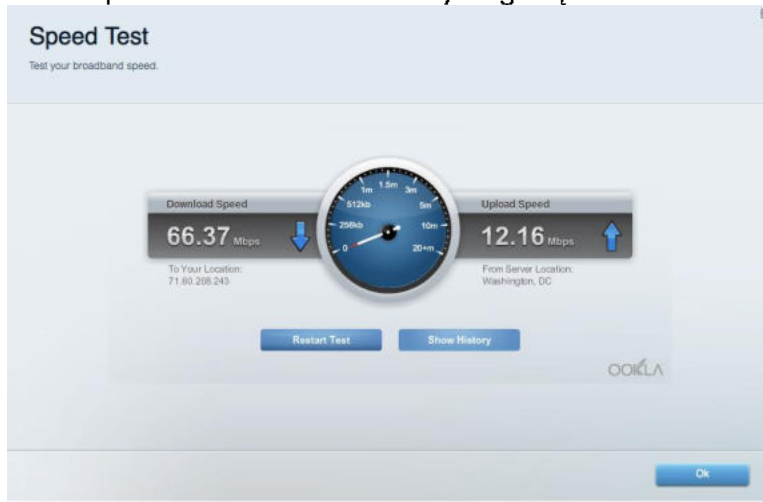 Speed Test
Test your broadband speed.
Download Speed
66.37 Mbps
To Your Location:
71.80.208.243
0
256kb
512kb
1m
1.5m
3m
5m
10m
20+m
Upload Speed
12.16 Mbps
From Server Location:
Washington, DC
Restart Test
Show History
OOKLA
Ok